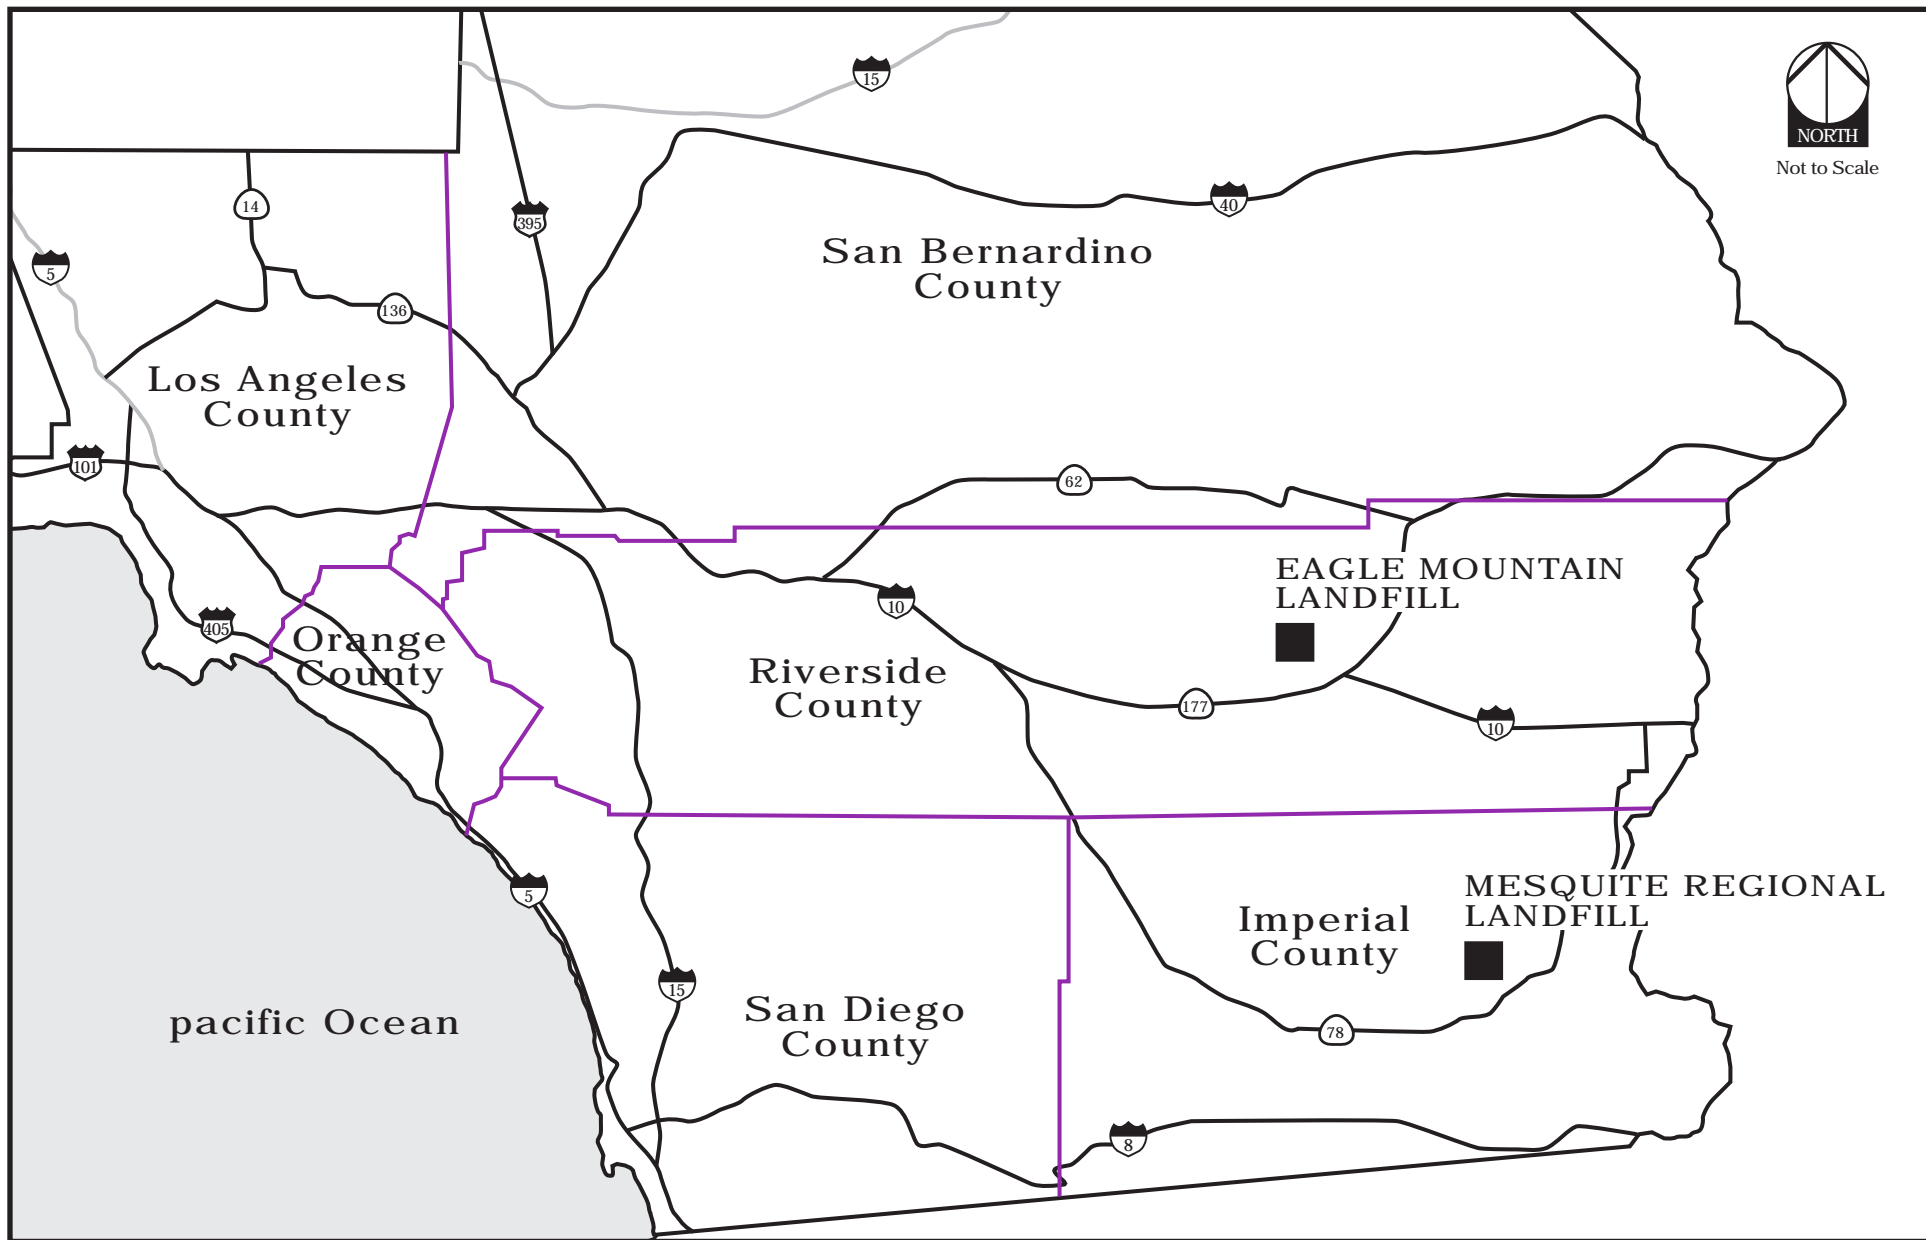 15
NORTH
Not to Scale
14
395
40
San Bernardino
County
5
136
Los Angeles
County
101
62
EAGLE MOUNTAIN
LANDFILL
10
405
Orange
County
Riverside
County
177
10
MESQUITE REGIONAL
LANDFILL
5
Imperial
County
15
pacific Ocean
San Diego
County
78
8